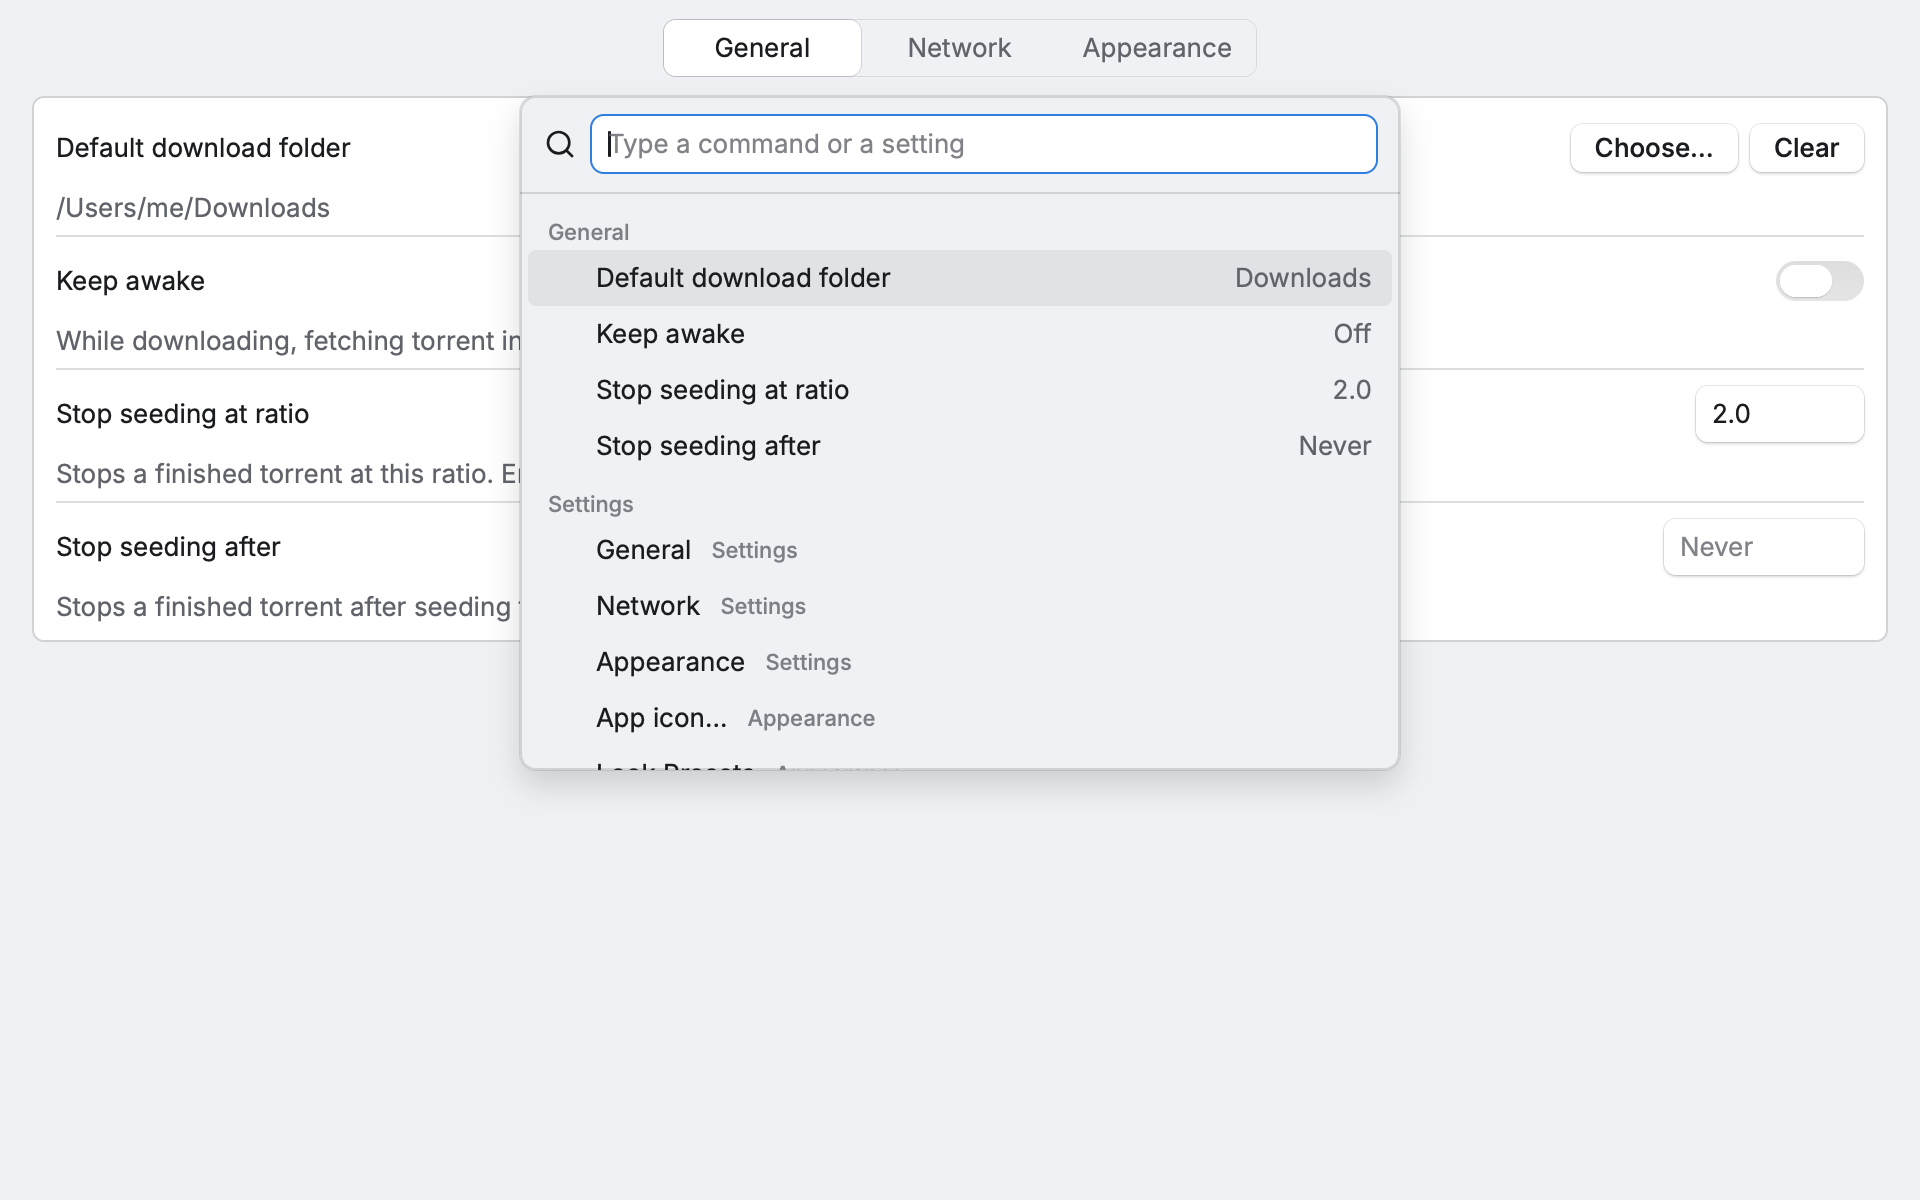 General
Network
Appearance
Type a command or a setting
Default download folder
Choose...
Clear
/Users/me/Downloads
Keep awake
While downloading, fetching torrent
Stop seeding at ratio
2.0
Stops a finished torrent at this ratio.
Stop seeding after
Never
Stops a finished torrent after seeding
General
Default download folder
Downloads
Keep awake
Off
Stop seeding at ratio
2.0
Stop seeding after
Never
Settings
General Settings
Network Settings
Appearance Settings
App icon... Appearance